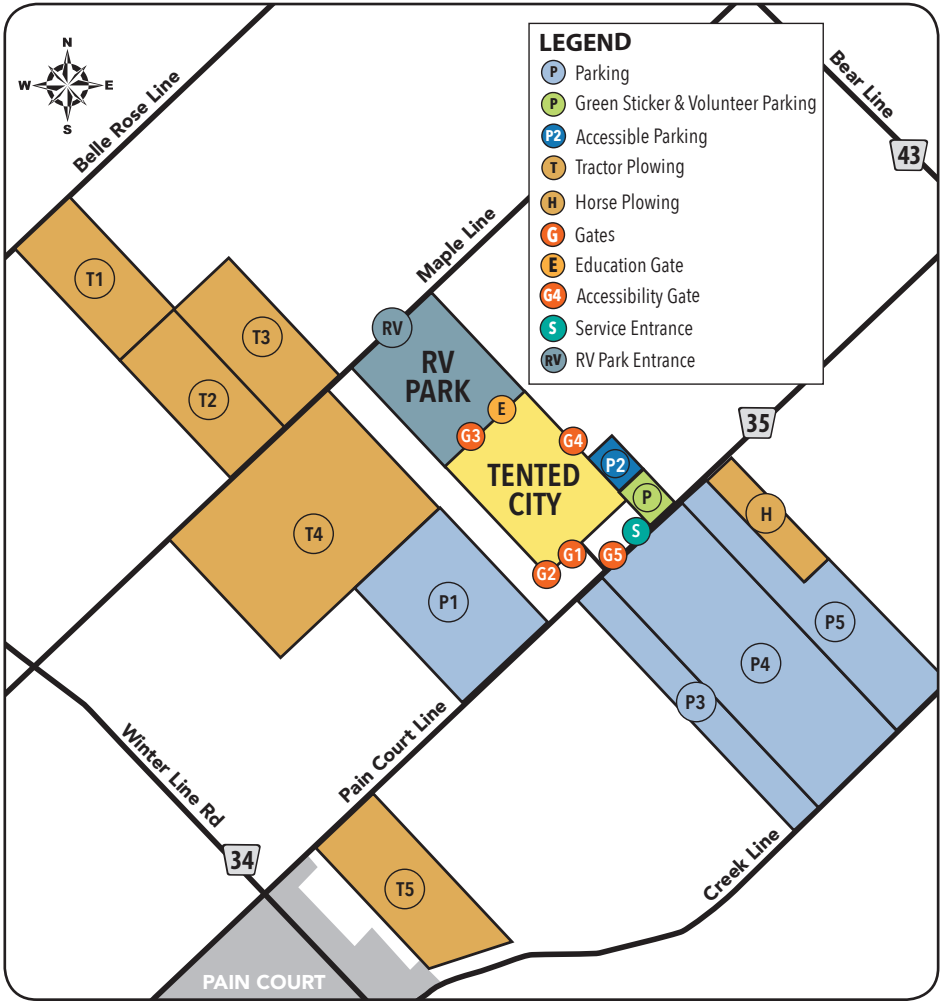 N
W
E
S
Belle Rose Line
Maple Line
LEGEND
P Parking
P Green Sticker & Volunteer Parking
P2 Accessible Parking
T Tractor Plowing
H Horse Plowing
G Gates
E Education Gate
G4 Accessibility Gate
S Service Entrance
RV RV Park Entrance
Bear Line
43
T1
T3
T2
RV
RV
PARK
E
G3
G4
35
TENTED
CITY
P2
P
H
T4
S
G1
G5
G2
P1
P5
P4
P3
Pain Court Line
Winter Line Rd
34
T5
Creek Line
PAIN COURT